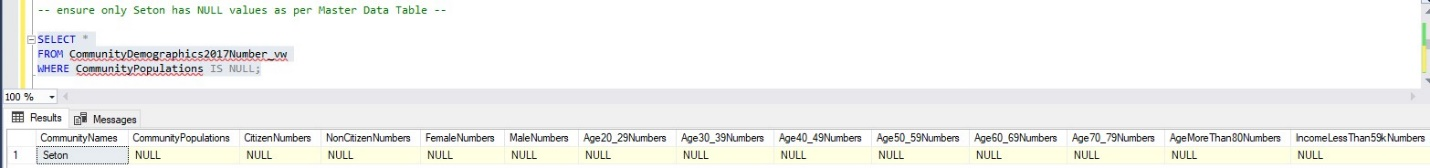 -- ensure only Seton has NULL values as per Master Data Table --
SELECT *
FROM CommunityDemographics2017Number_vw
WHERE CommunityPopulations IS NULL;
100 %
Results Messages
CommunityNames CommunityPopulations CitizenNumbers NonCitizenNumbers FemaleNumbers MaleNumbers Age20_29Numbers Age30_39Numbers Age40_49Numbers Age50_59Numbers Age60_69Numbers Age70_79Numbers AgeMoreThan80Numbers IncomeLessThan59kNumbers
1 Seton NULL NULL NULL NULL NULL NULL NULL NULL NULL NULL NULL NULL NULL